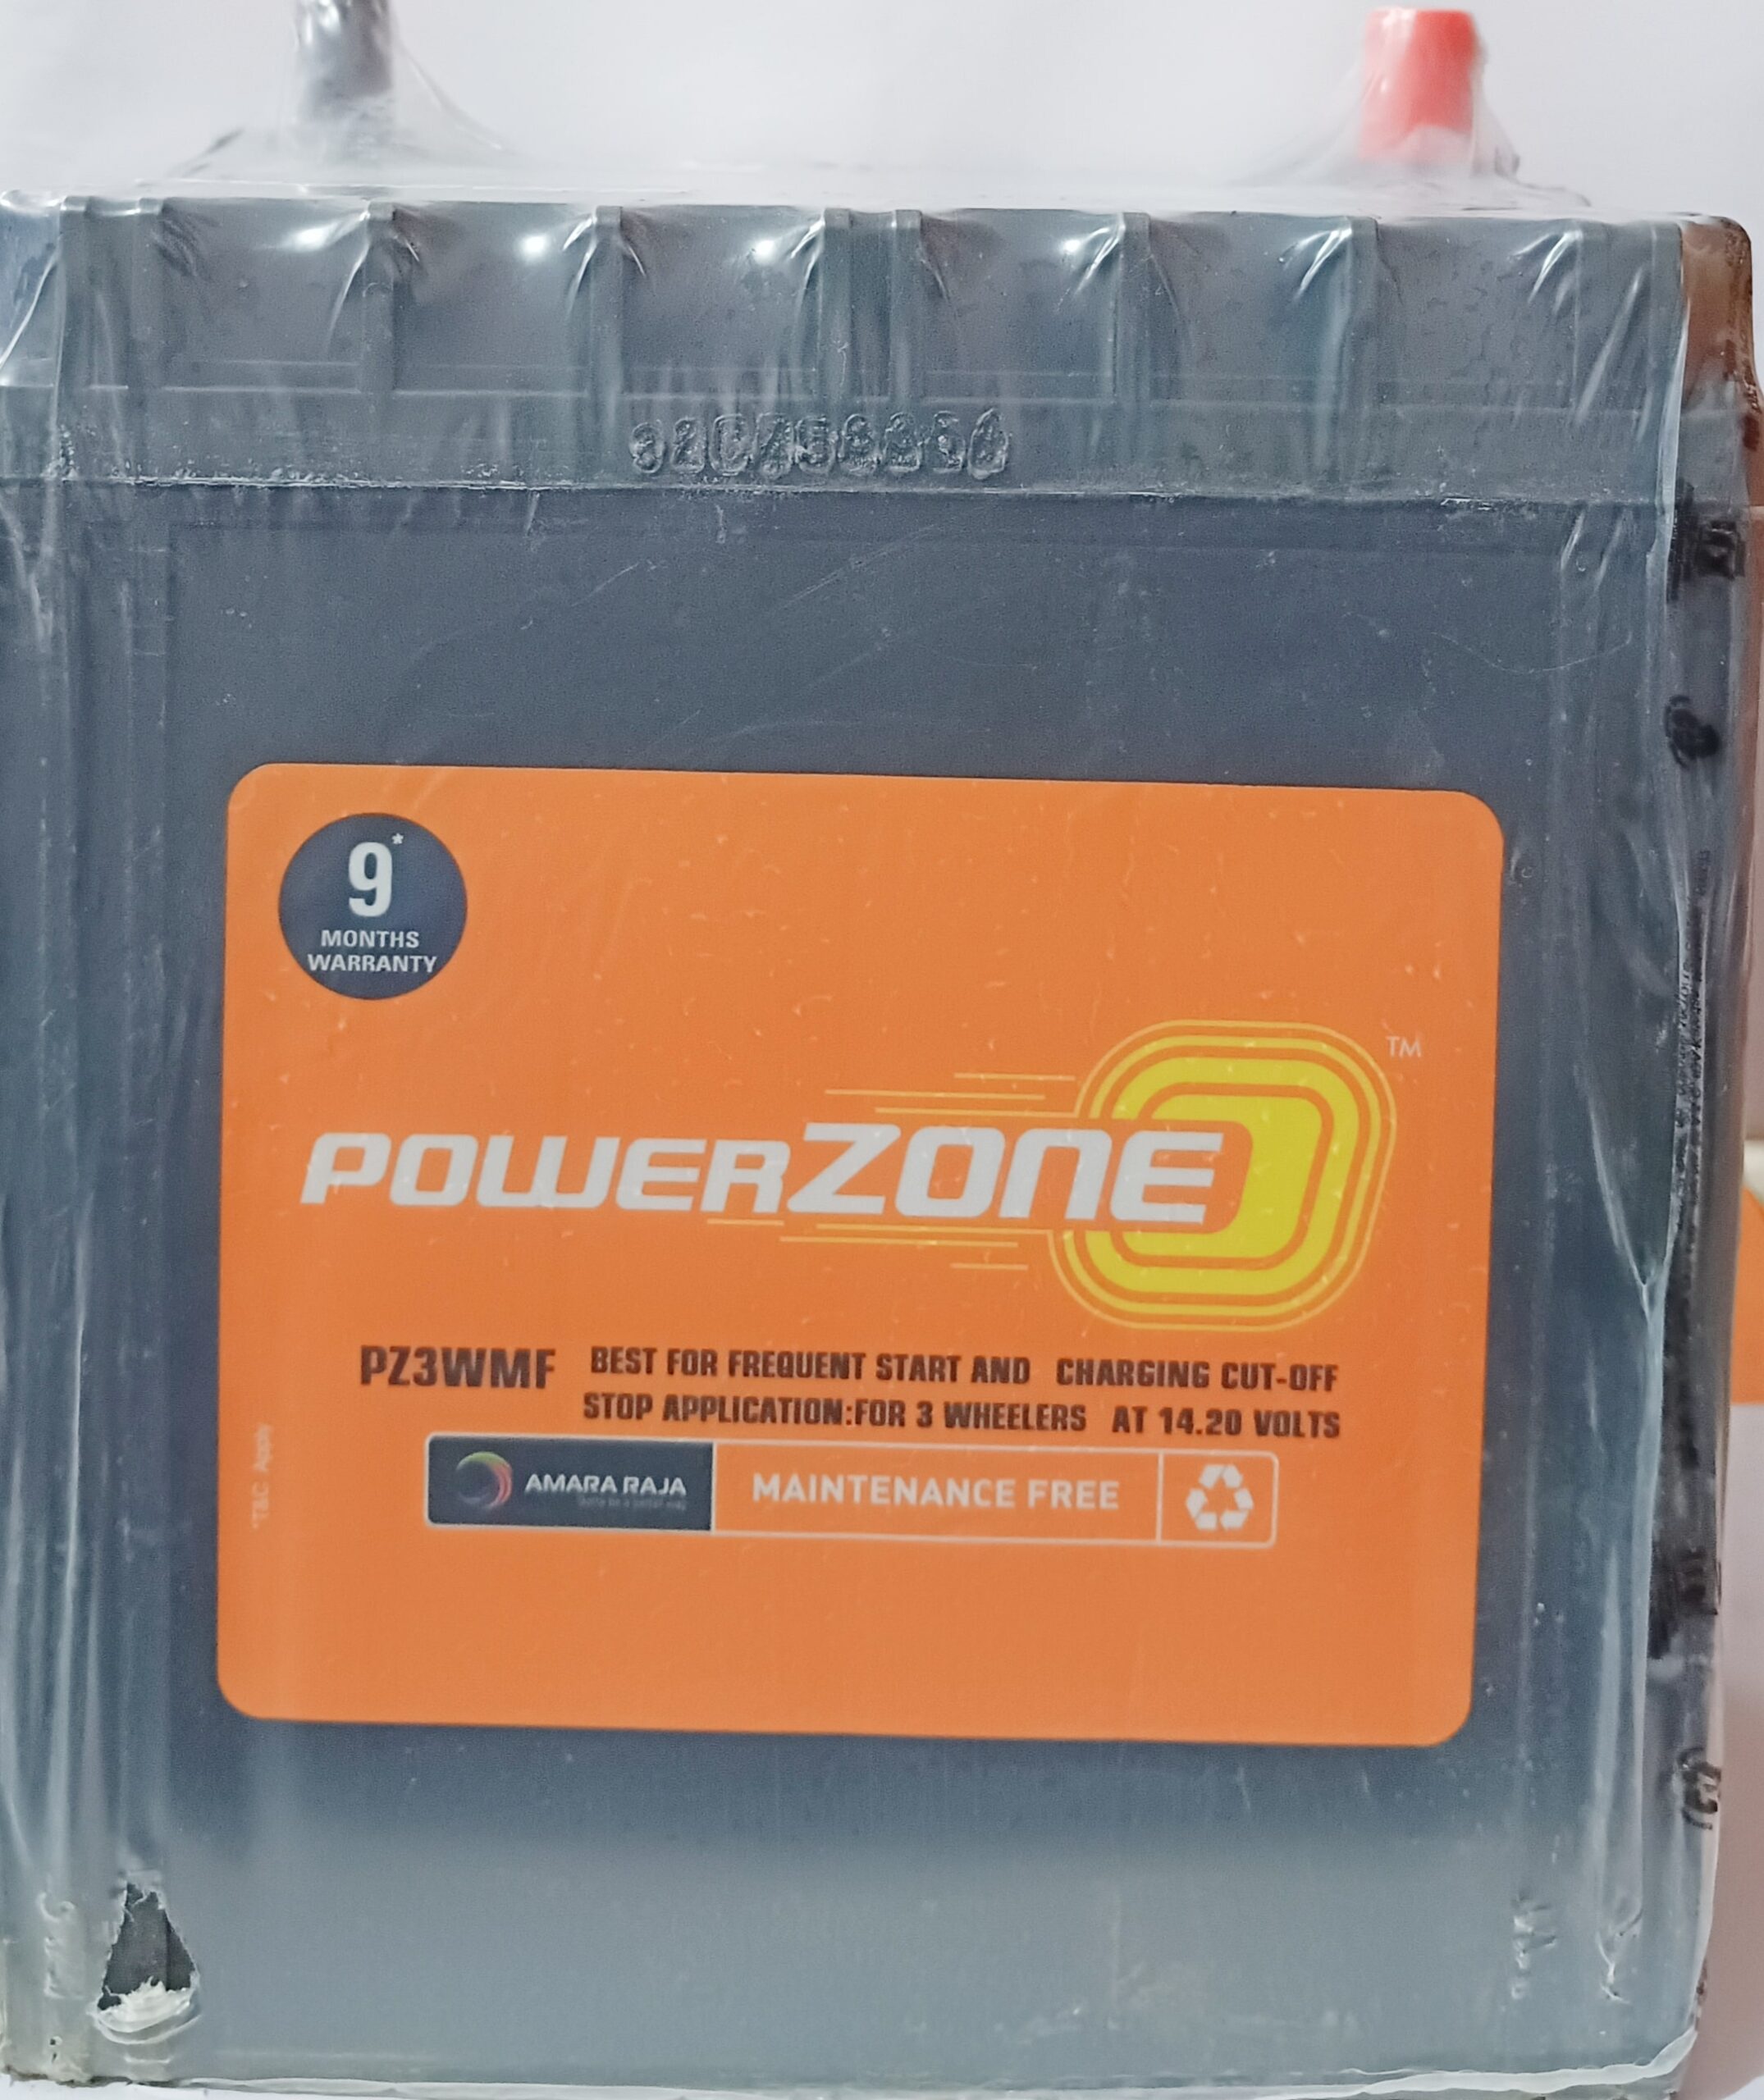 9*
MONTHS
WARRANTY
TM
POWERZONE
PZ3WMF
BEST FOR FREQUENT START AND CHARGING CUT-OFF
STOP APPLICATION:FOR 3 WHEELERS AT 14.20 VOLTS
AMARA RAJA
MAINTENANCE FREE
*T&C Apply